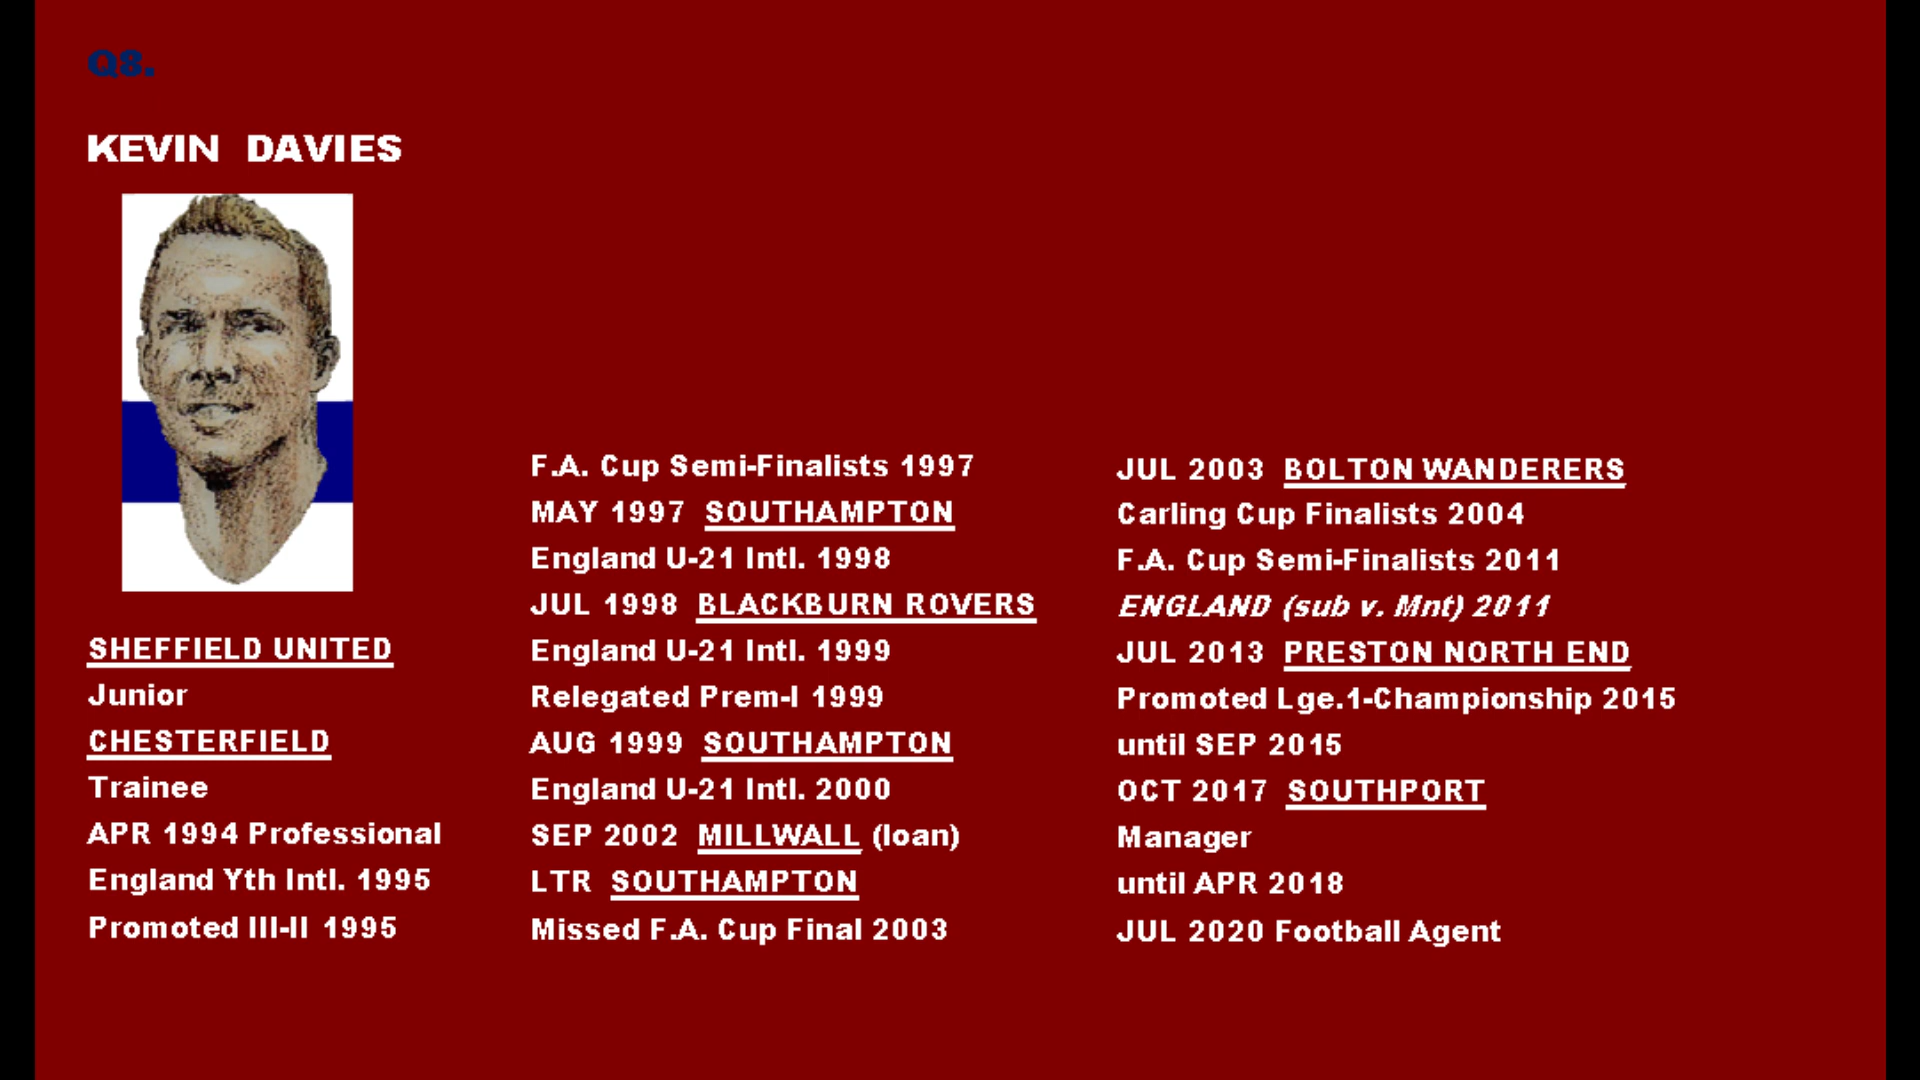 Q8.
KEVIN DAVIES
SHEFFIELD UNITED
Junior
CHESTERFIELD
Trainee
APR 1994 Professional
England Yth Intl. 1995
Promoted III-II 1995
F.A. Cup Semi-Finalists 1997
MAY 1997 SOUTHAMPTON
England U-21 Intl. 1998
JUL 1998 BLACKBURN ROVERS
England U-21 Intl. 1999
Relegated Prem-I 1999
AUG 1999 SOUTHAMPTON
England U-21 Intl. 2000
SEP 2002 MILLWALL (loan)
LTR SOUTHAMPTON
Missed F.A. Cup Final 2003
JUL 2003 BOLTON WANDERERS
Carling Cup Finalists 2004
F.A. Cup Semi-Finalists 2011
ENGLAND (sub v. Mnt) 2011
JUL 2013 PRESTON NORTH END
Promoted Lge.1-Championship 2015
until SEP 2015
OCT 2017 SOUTHPORT
Manager
until APR 2018
JUL 2020 Football Agent